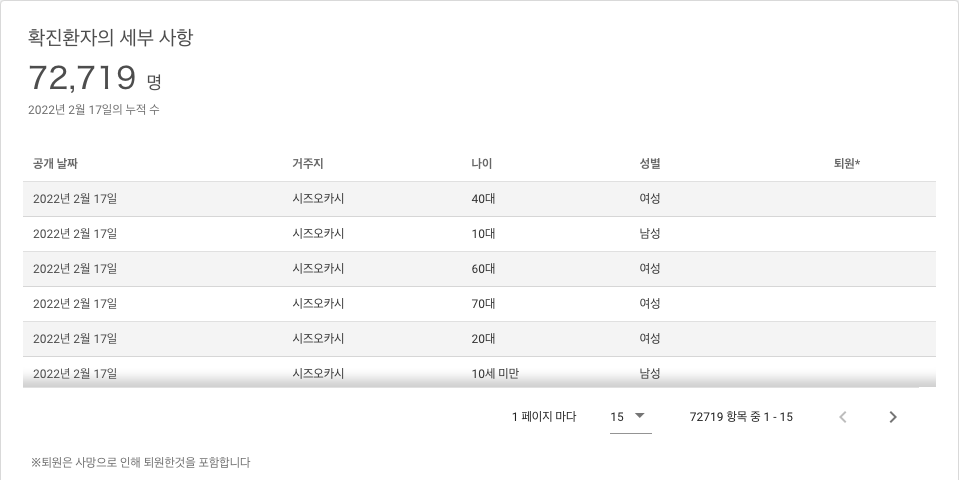 확진환자의 세부 사항
72,719 명
2022년 2월 17일의 누적 수
공개 날짜 거주지 나이 성별 퇴원*
2022년 2월 17일 시즈오카시 40대 여성
2022년 2월 17일 시즈오카시 10대 남성
2022년 2월 17일 시즈오카시 60대 여성
2022년 2월 17일 시즈오카시 70대 여성
2022년 2월 17일 시즈오카시 20대 여성
2022년 2월 17일 시즈오카시 10세 미만 남성
1 페이지 마다 15 72719 항목 중 1 - 15
※퇴원은 사망으로 인해 퇴원한것을 포함합니다